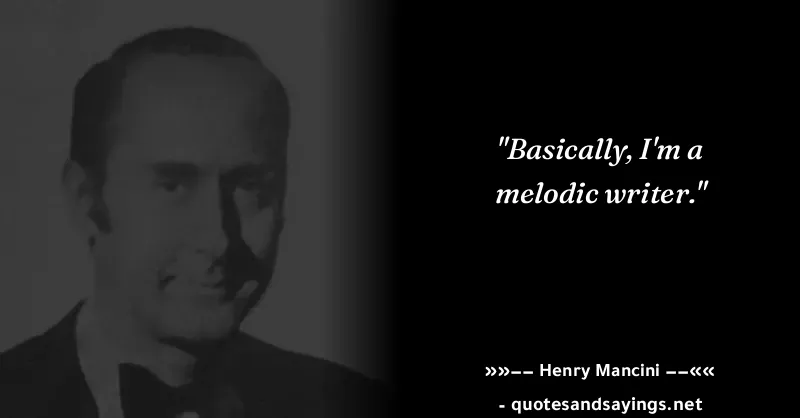 "Basically, I'm a
melodic writer."
»»–– Henry Mancini ––««
- quotesandsayings.net